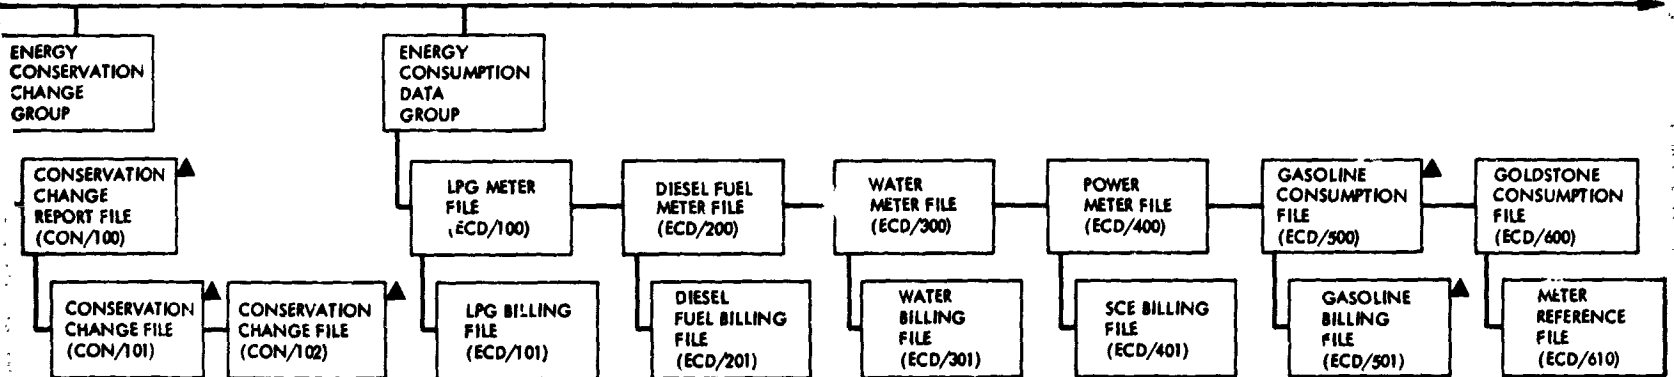 ENERGY
CONSERVATION
CHANGE
GROUP
ENERGY
CONSUMPTION
DATA
GROUP
CONSERVATION
CHANGE
REPORT FILE
(CON/100)
LPG METER
FILE
(ECD/100)
DIESEL FUEL
METER FILE
(ECD/200)
WATER
METER FILE
(ECD/300)
POWER
METER FILE
(ECD/400)
GASOLINE
CONSUMPTION
FILE
(ECD/500)
GOLDSTONE
CONSUMPTION
FILE
(ECD/600)
CONSERVATION
CHANGE FILE
(CON/101)
CONSERVATION
CHANGE FILE
(CON/102)
LPG BILLING
FILE
(ECD/101)
DIESEL
FUEL BILLING
FILE
(ECD/201)
WATER
BILLING
FILE
(ECD/301)
SCE BILLING
FILE
(ECD/401)
GASOLINE
BILLING
FILE
(ECD/501)
METER
REFERENCE
FILE
(ECD/610)